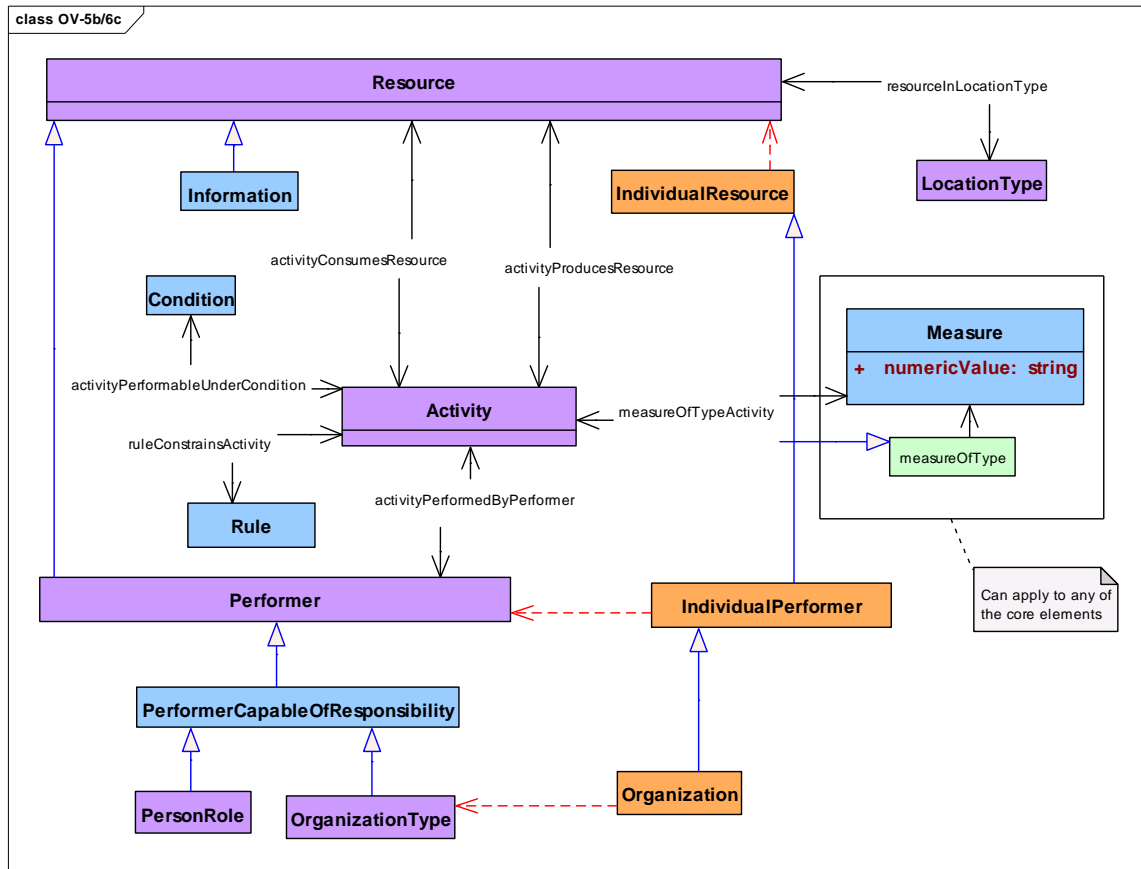 class OV-5b/6c
Resource
resourceInLocationType
Information
IndividualResource
LocationType
activityConsumesResource
activityProducesResource
Condition
Measure
+ numericValue: string
activityPerformableUnderCondition
Activity
measureOfTypeActivity
ruleConstrainsActivity
measureOfType
activityPerformedByPerformer
Rule
Performer
IndividualPerformer
Can apply to any of
the core elements
PerformerCapableOfResponsibility
PersonRole
OrganizationType
Organization